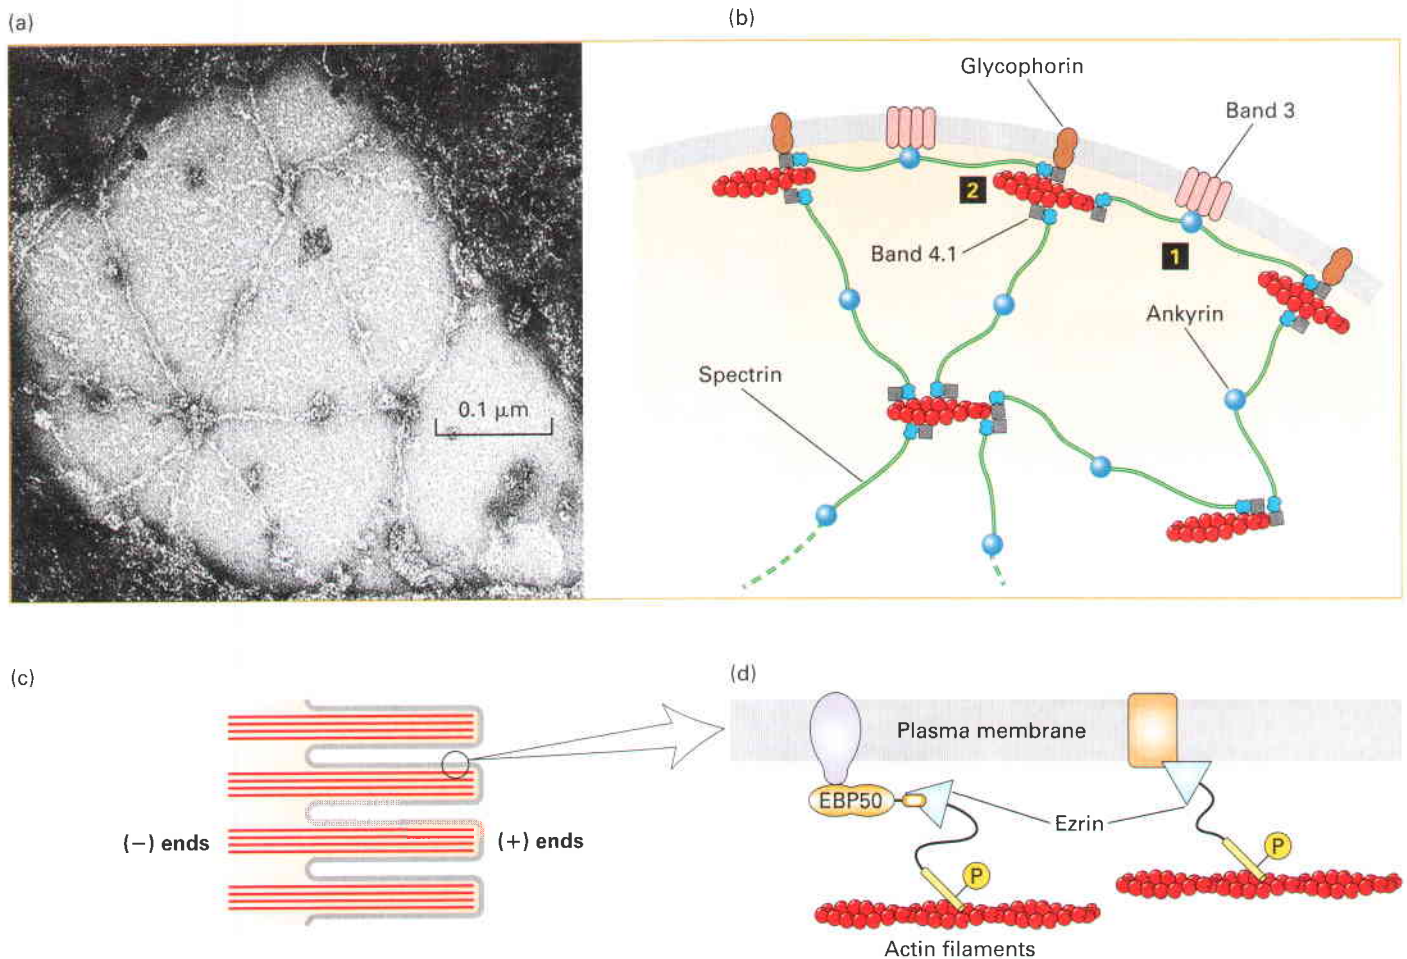 (a)
(b)
Glycophorin
Band 3
2
Band 4.1
1
Ankyrin
Spectrin
0.1 μm
(c)
(d)
Plasma membrane
EBP50
Ezrin
(−) ends
(+) ends
P
P
Actin filaments